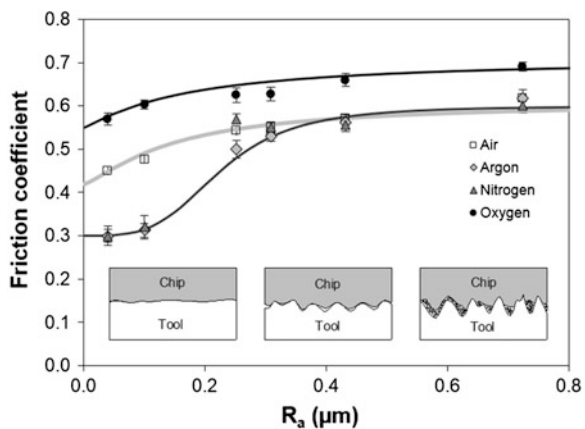 Friction coefficient
0.8
0.7
0.6
0.5
0.4
0.3
0.2
0.1
0.0
Air
Argon
Nitrogen
Oxygen
Chip
Tool
Chip
Tool
Chip
Tool
0.0 0.2 0.4 0.6 0.8
Ra (μm)